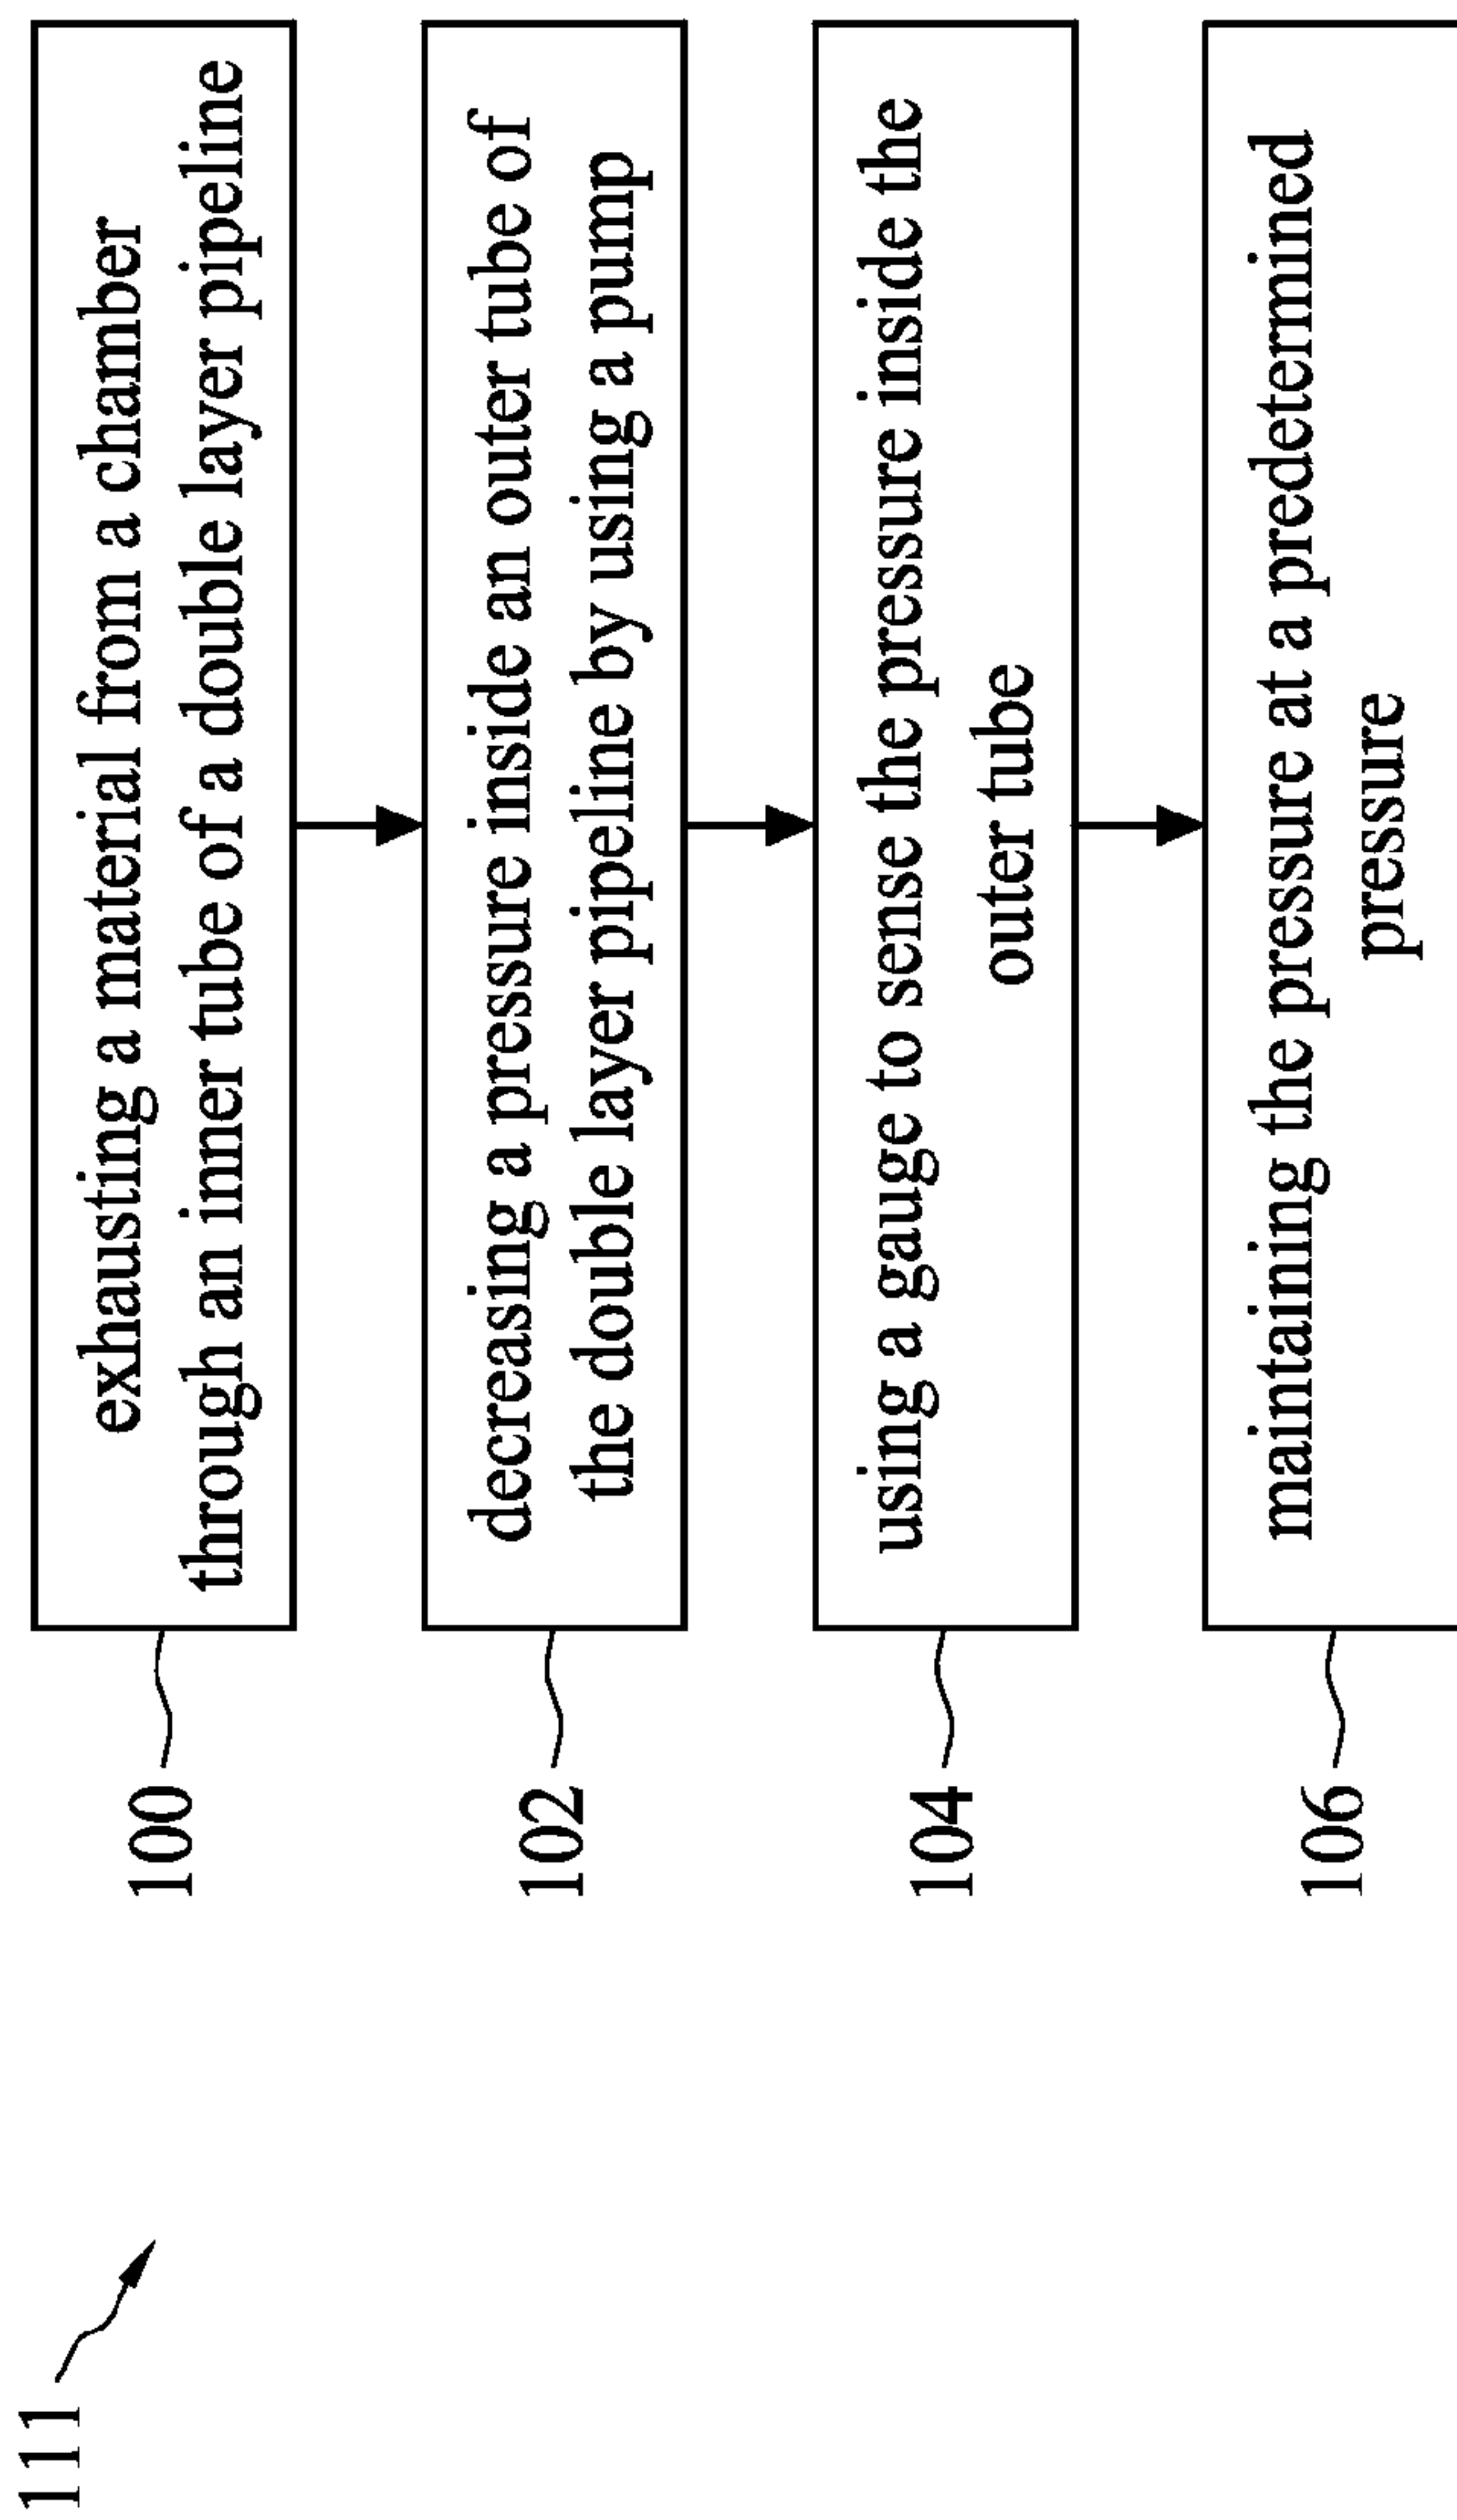 111
100
exhausting a material from a chamber
through an inner tube of a double layer pipeline
102
decreasing a pressure inside an outer tube of
the double layer pipeline by using a pump
104
using a gauge to sense the pressure inside the
outer tube
106
maintaining the pressure at a predetermined
pressure